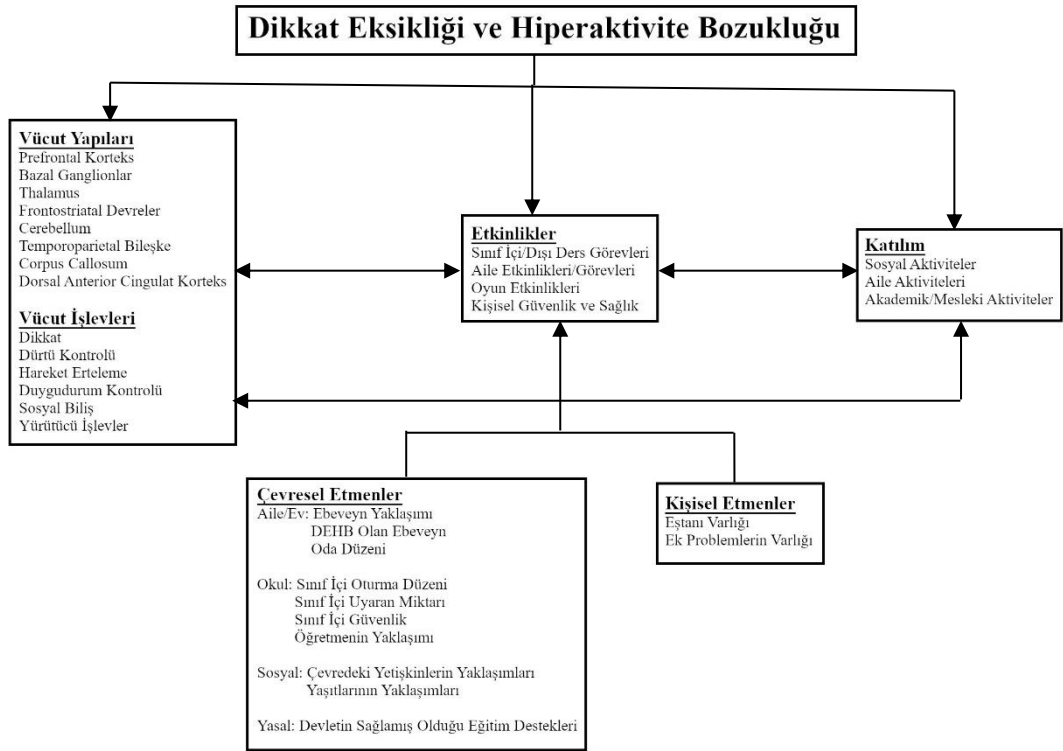 Dikkat Eksikliği ve Hiperaktivite Bozukluğu
Vücut Yapıları
Prefrontal Korteks
Bazal Ganglionlar
Thalamus
Frontostriatal Devreler
Cerebellum
Temporoparietal Bileşke
Corpus Callosum
Dorsal Anterior Cingulat Korteks
Vücut İşlevleri
Dikkat
Dürtü Kontrolü
Hareket Erteleme
Duygudurum Kontrolü
Sosyal Biliş
Yürütücü İşlevler
Etkinlikler
Sınıf İçi/Dışı Ders Görevleri
Aile Etkinlikleri/Görevleri
Oyun Etkinlikleri
Kişisel Güvenlik ve Sağlık
Katılım
Sosyal Aktiviteler
Aile Aktiviteleri
Akademik/Mesleki Aktiviteler
Çevresel Etmenler
Aile/Ev: Ebeveyn Yaklaşımı
DEHB Olan Ebeveyn
Oda Düzeni
Okul: Sınıf İçi Oturma Düzeni
Sınıf İçi Uyaran Miktarı
Sınıf İçi Güvenlik
Öğretmenin Yaklaşımı
Sosyal: Çevredeki Yetişkinlerin Yaklaşımları
Yaşıtlarının Yaklaşımları
Yasal: Devletin Sağlamış Olduğu Eğitim Destekleri
Kişisel Etmenler
Eştanı Varlığı
Ek Problemlerin Varlığı